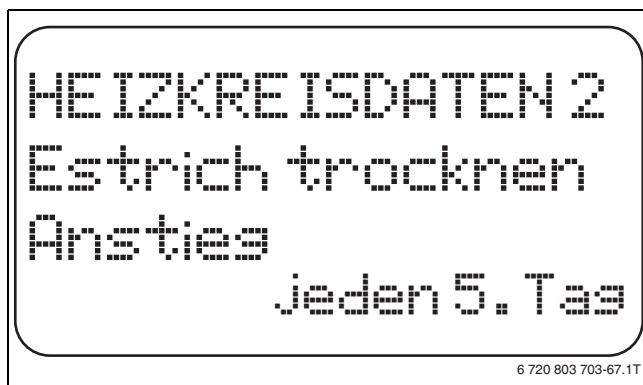 HEIZKREISDATEN 2
Estrich trocknen
Anstieg
jeden 5. Tag
6 720 803 703-67.1T